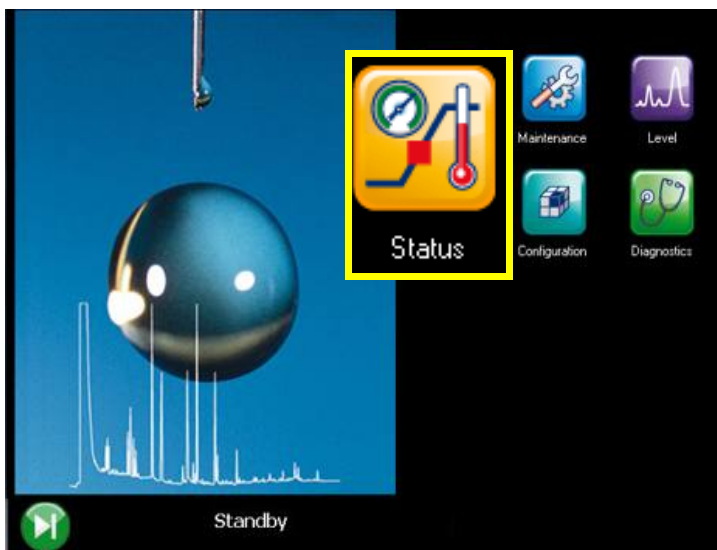 Status
Maintenance
Level
Configuration
Diagnostics
Standby